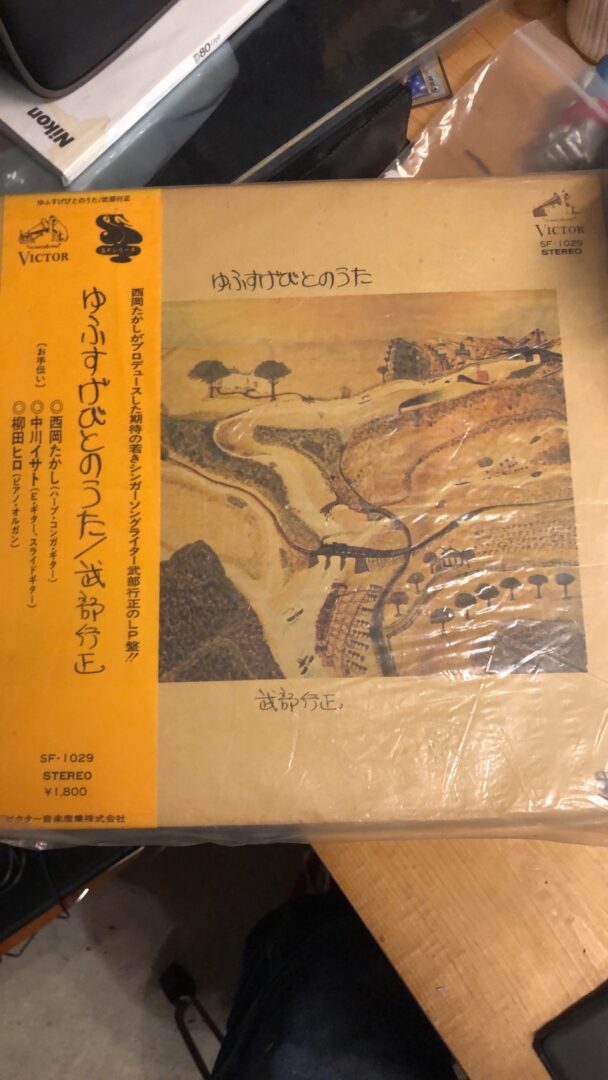 Nikon
D80
ゆふすげびとのうた/武部行正
VICTOR
SFシリーズ
西岡たかしがプロデュースした期待の若きシンガーソングライター武部行正のLP盤!!
ゆふすげびとのうた/武部行正
〔お手伝い〕
◎西岡たかし(ハープ・コンガ・ギター)
◎中川イサト(E・ギター、スライドギター)
◎柳田ヒロ(ピアノ・オルガン)
SF-1029
STEREO
¥1,800
ビクター音楽産業株式会社
VICTOR
SF-1029
STEREO
ゆふすげびとのうた
武部行正。